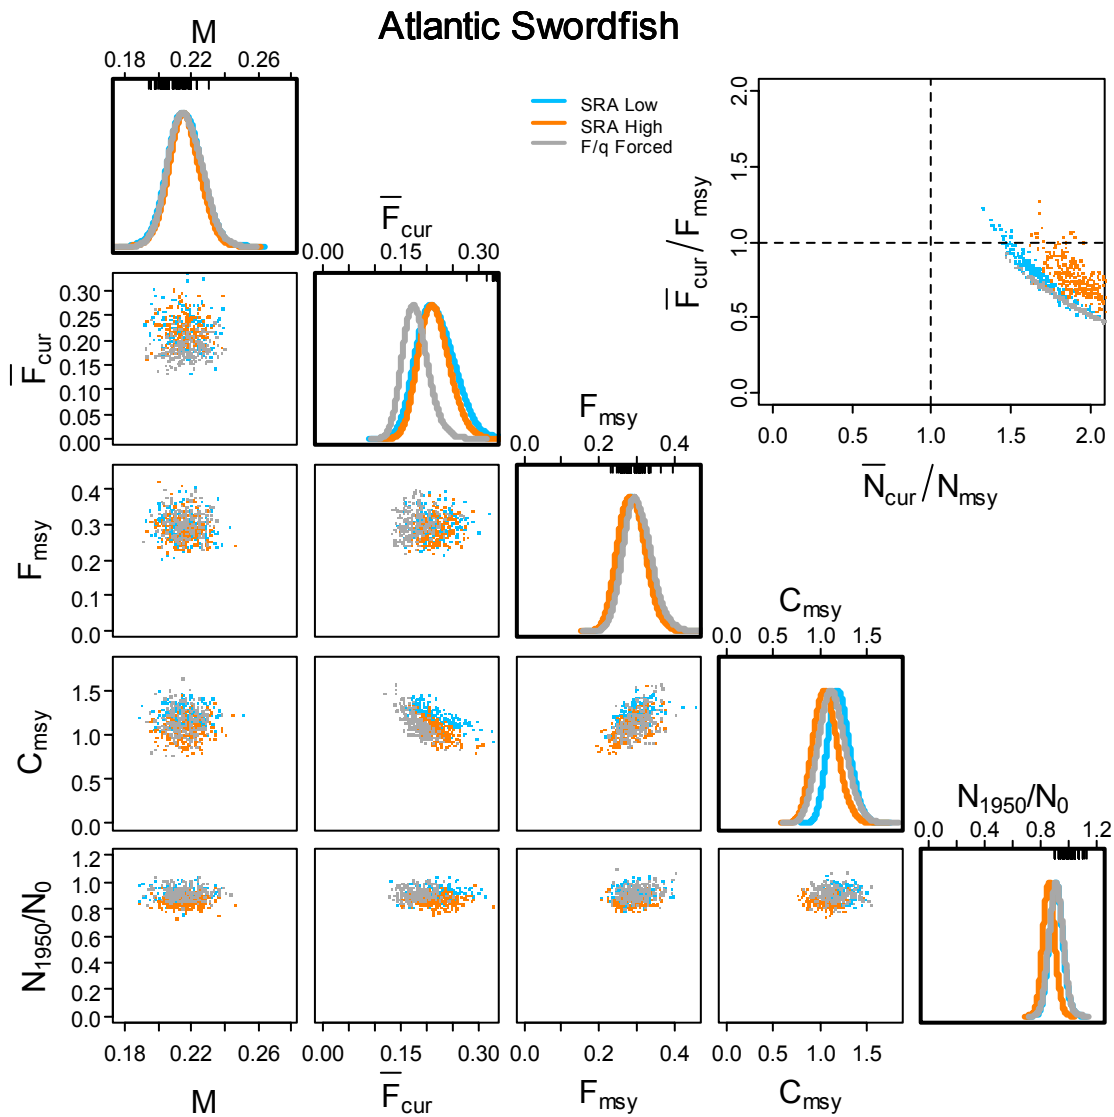 Atlantic Swordfish
M
0.18 0.22 0.26
SRA Low
SRA High
F/q Forced
F̅cur
0.00 0.15 0.30
F̅cur / Fmsy
2.0
1.5
1.0
0.5
0.0
0.0 0.5 1.0 1.5 2.0
N̅cur / Nmsy
F̅cur
0.30
0.25
0.20
0.15
0.10
0.05
0.00
Fmsy
0.0 0.2 0.4
Fmsy
0.4
0.3
0.2
0.1
0.0
Cmsy
0.0 0.5 1.0 1.5
Cmsy
1.5
1.0
0.5
0.0
N1950/N0
0.0 0.4 0.8 1.2
N1950/N0
1.2
1.0
0.8
0.6
0.4
0.2
0.0
0.18 0.22 0.26 0.00 0.15 0.30 0.0 0.2 0.4 0.0 0.5 1.0 1.5
M F̅cur Fmsy Cmsy